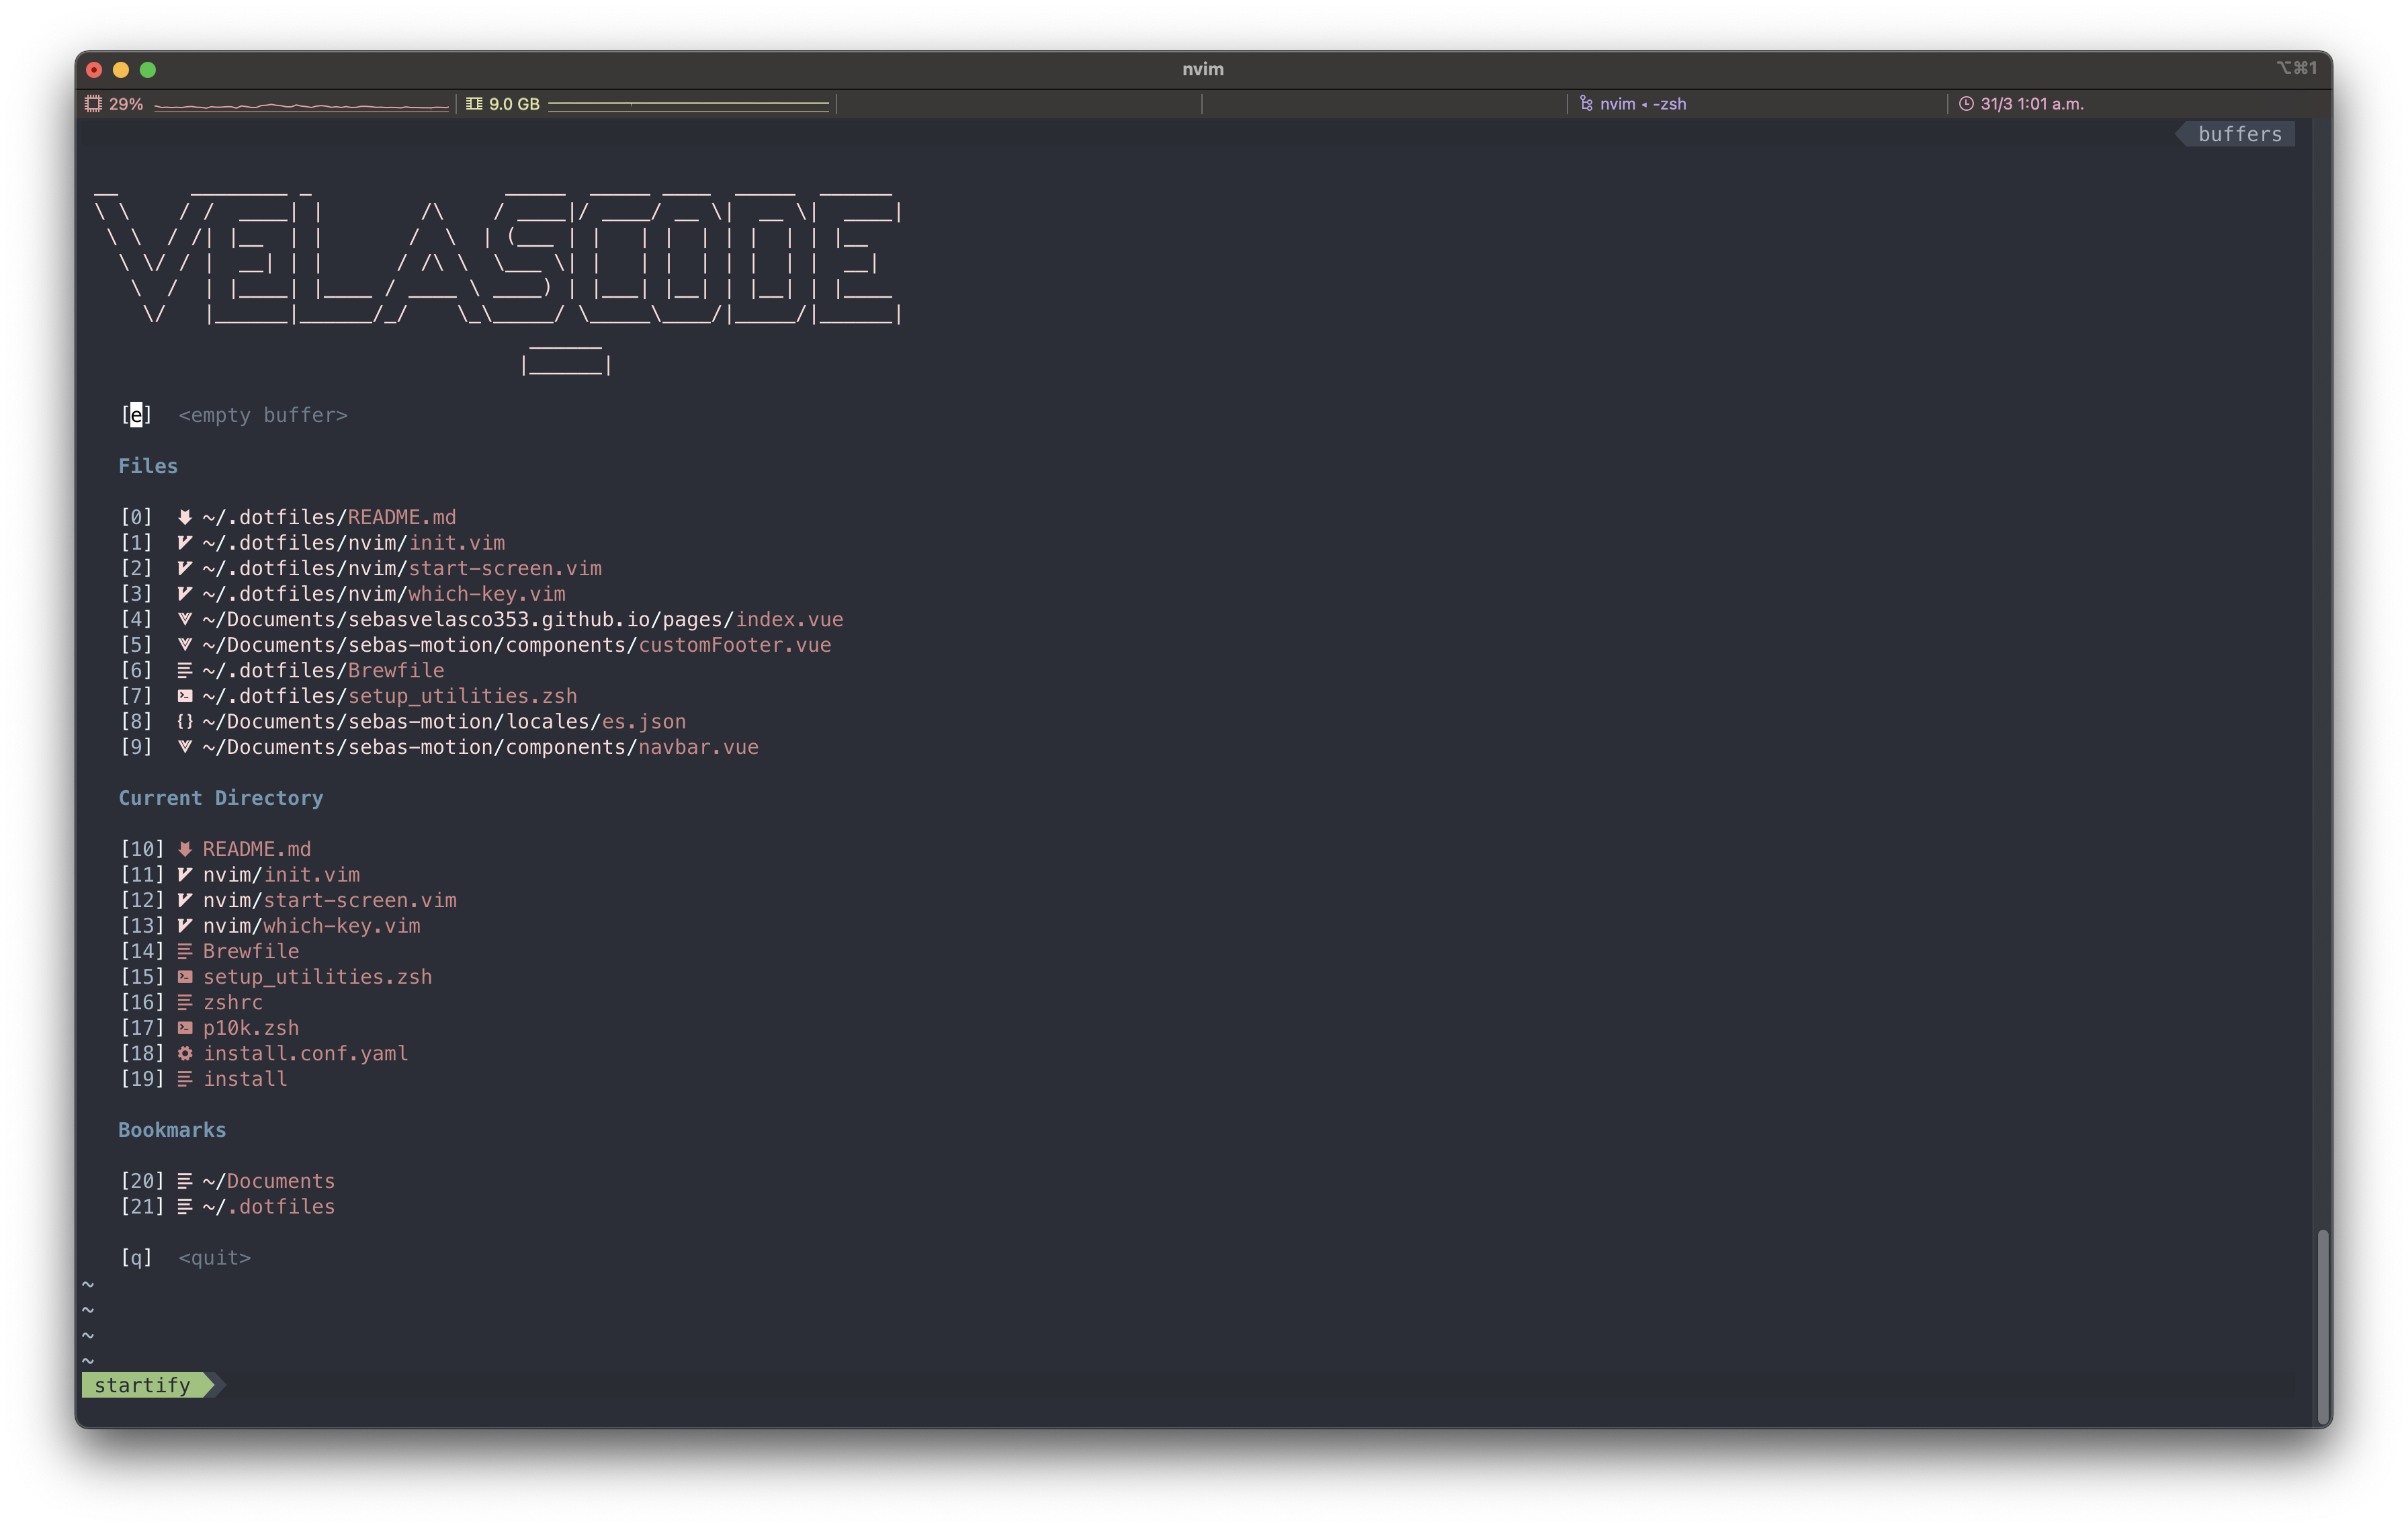 nvim
⌥⌘1
29% 9.0 GB nvim ◂ -zsh 31/3 1:01 a.m.
buffers
VELASCODE
[e] <empty buffer>
Files
[0] ~/.dotfiles/README.md
[1] ~/.dotfiles/nvim/init.vim
[2] ~/.dotfiles/nvim/start-screen.vim
[3] ~/.dotfiles/nvim/which-key.vim
[4] ~/Documents/sebasvelasco353.github.io/pages/index.vue
[5] ~/Documents/sebas-motion/components/customFooter.vue
[6] ~/.dotfiles/Brewfile
[7] ~/.dotfiles/setup_utilities.zsh
[8] {} ~/Documents/sebas-motion/locales/es.json
[9] ~/Documents/sebas-motion/components/navbar.vue
Current Directory
[10] README.md
[11] nvim/init.vim
[12] nvim/start-screen.vim
[13] nvim/which-key.vim
[14] Brewfile
[15] setup_utilities.zsh
[16] zshrc
[17] p10k.zsh
[18] install.conf.yaml
[19] install
Bookmarks
[20] ~/Documents
[21] ~/.dotfiles
[q] <quit>
~
~
~
~
startify